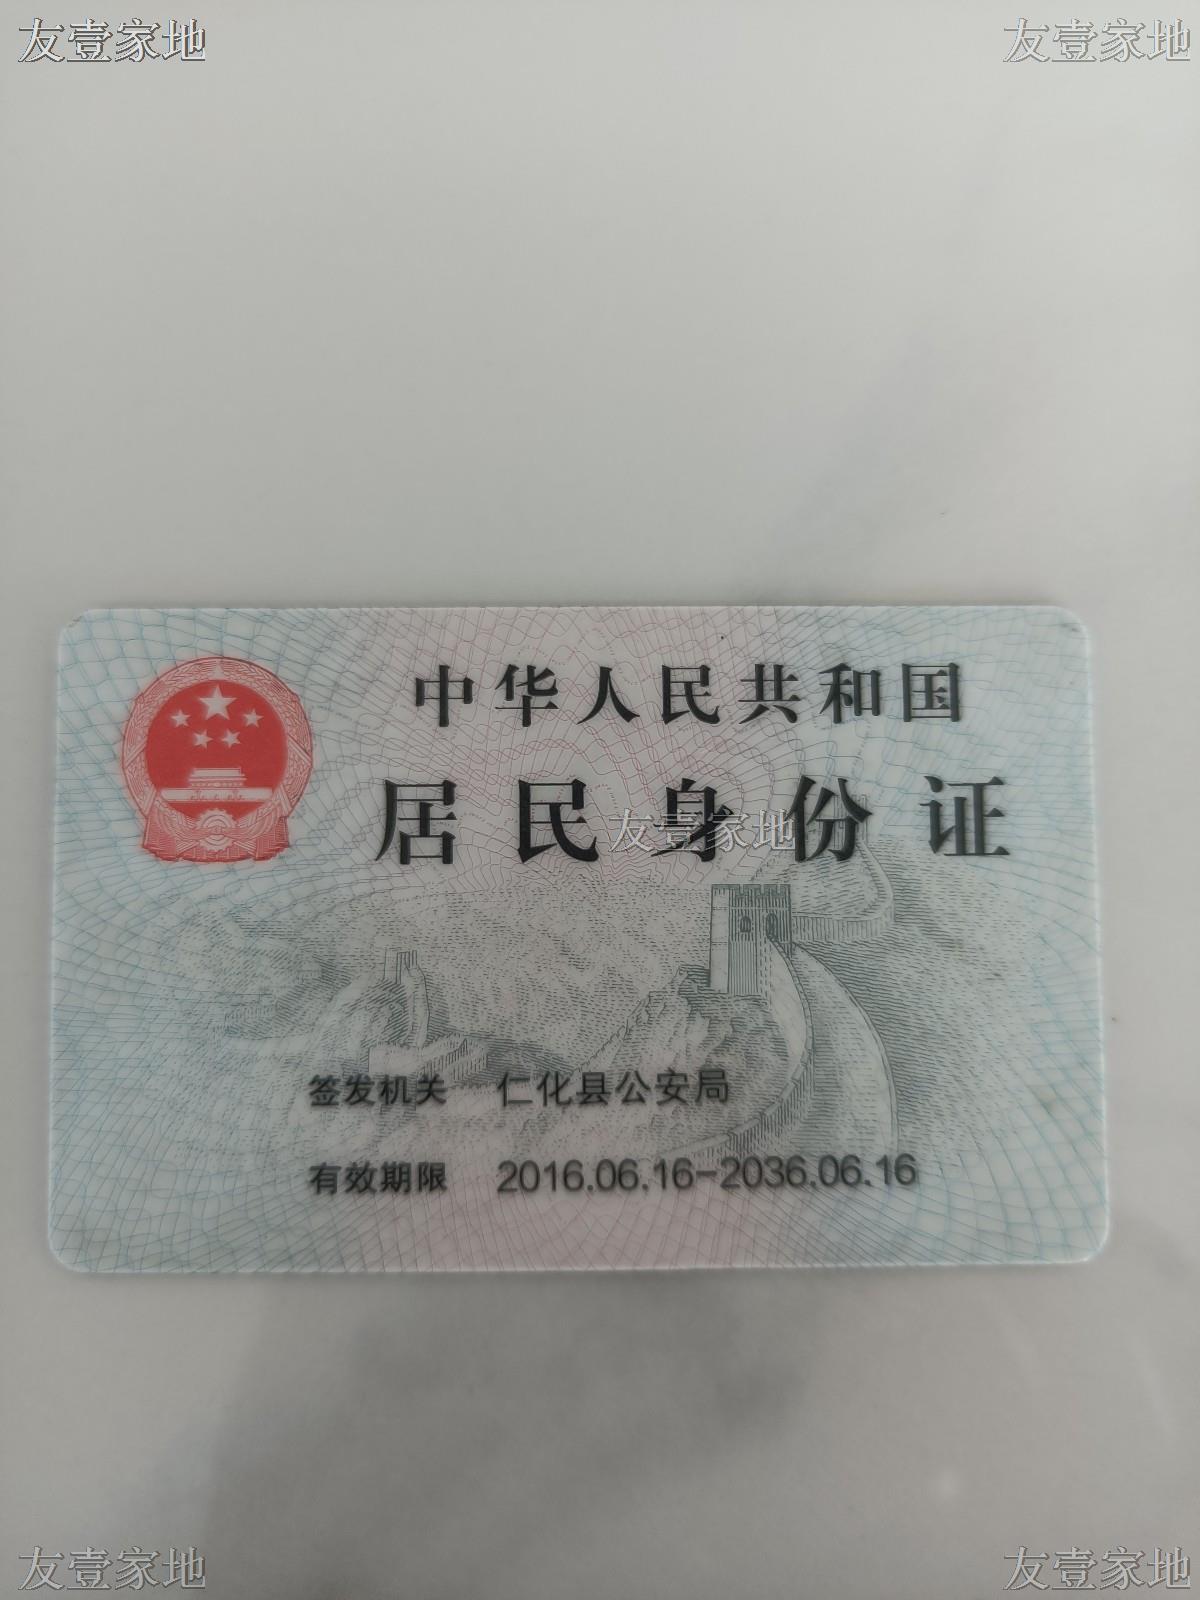 友壹家地 友壹家地
中华人民共和国
居民身份证
友壹家地
签发机关 仁化县公安局
有效期限 2016.06.16-2036.06.16
友壹家地 友壹家地